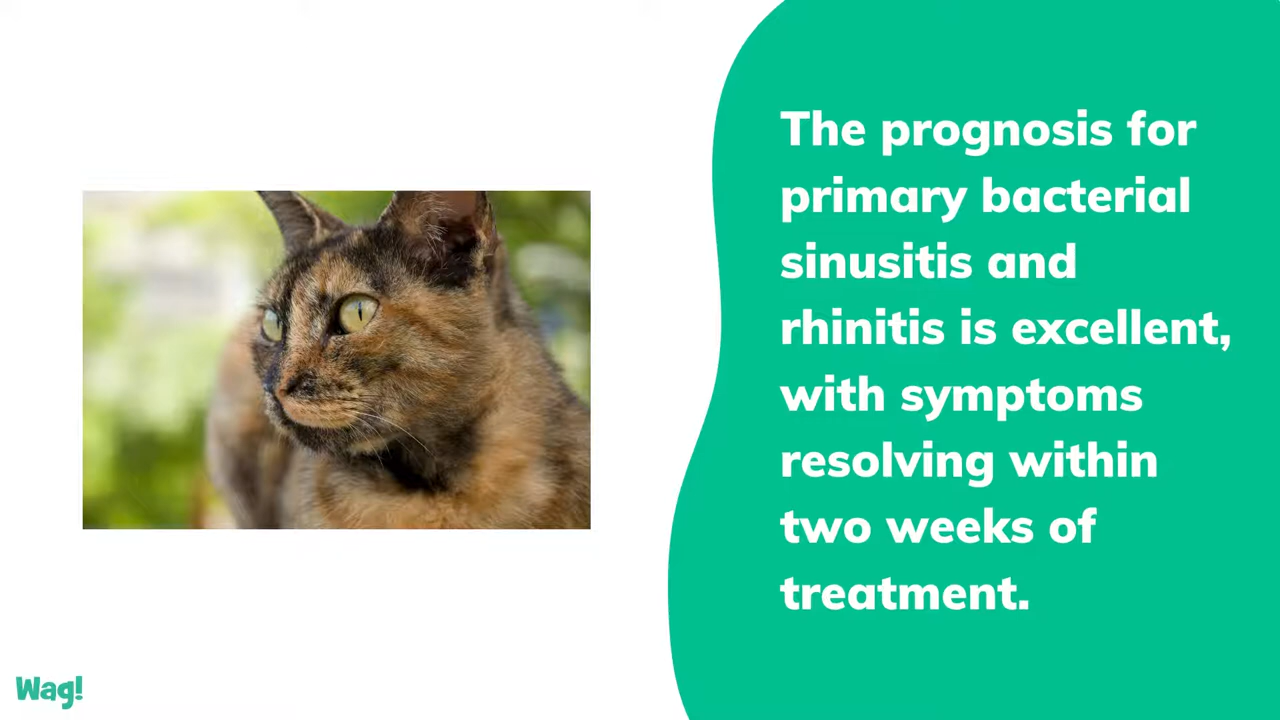 The prognosis for
primary bacterial
sinusitis and
rhinitis is excellent,
with symptoms
resolving within
two weeks of
treatment.
Wag!